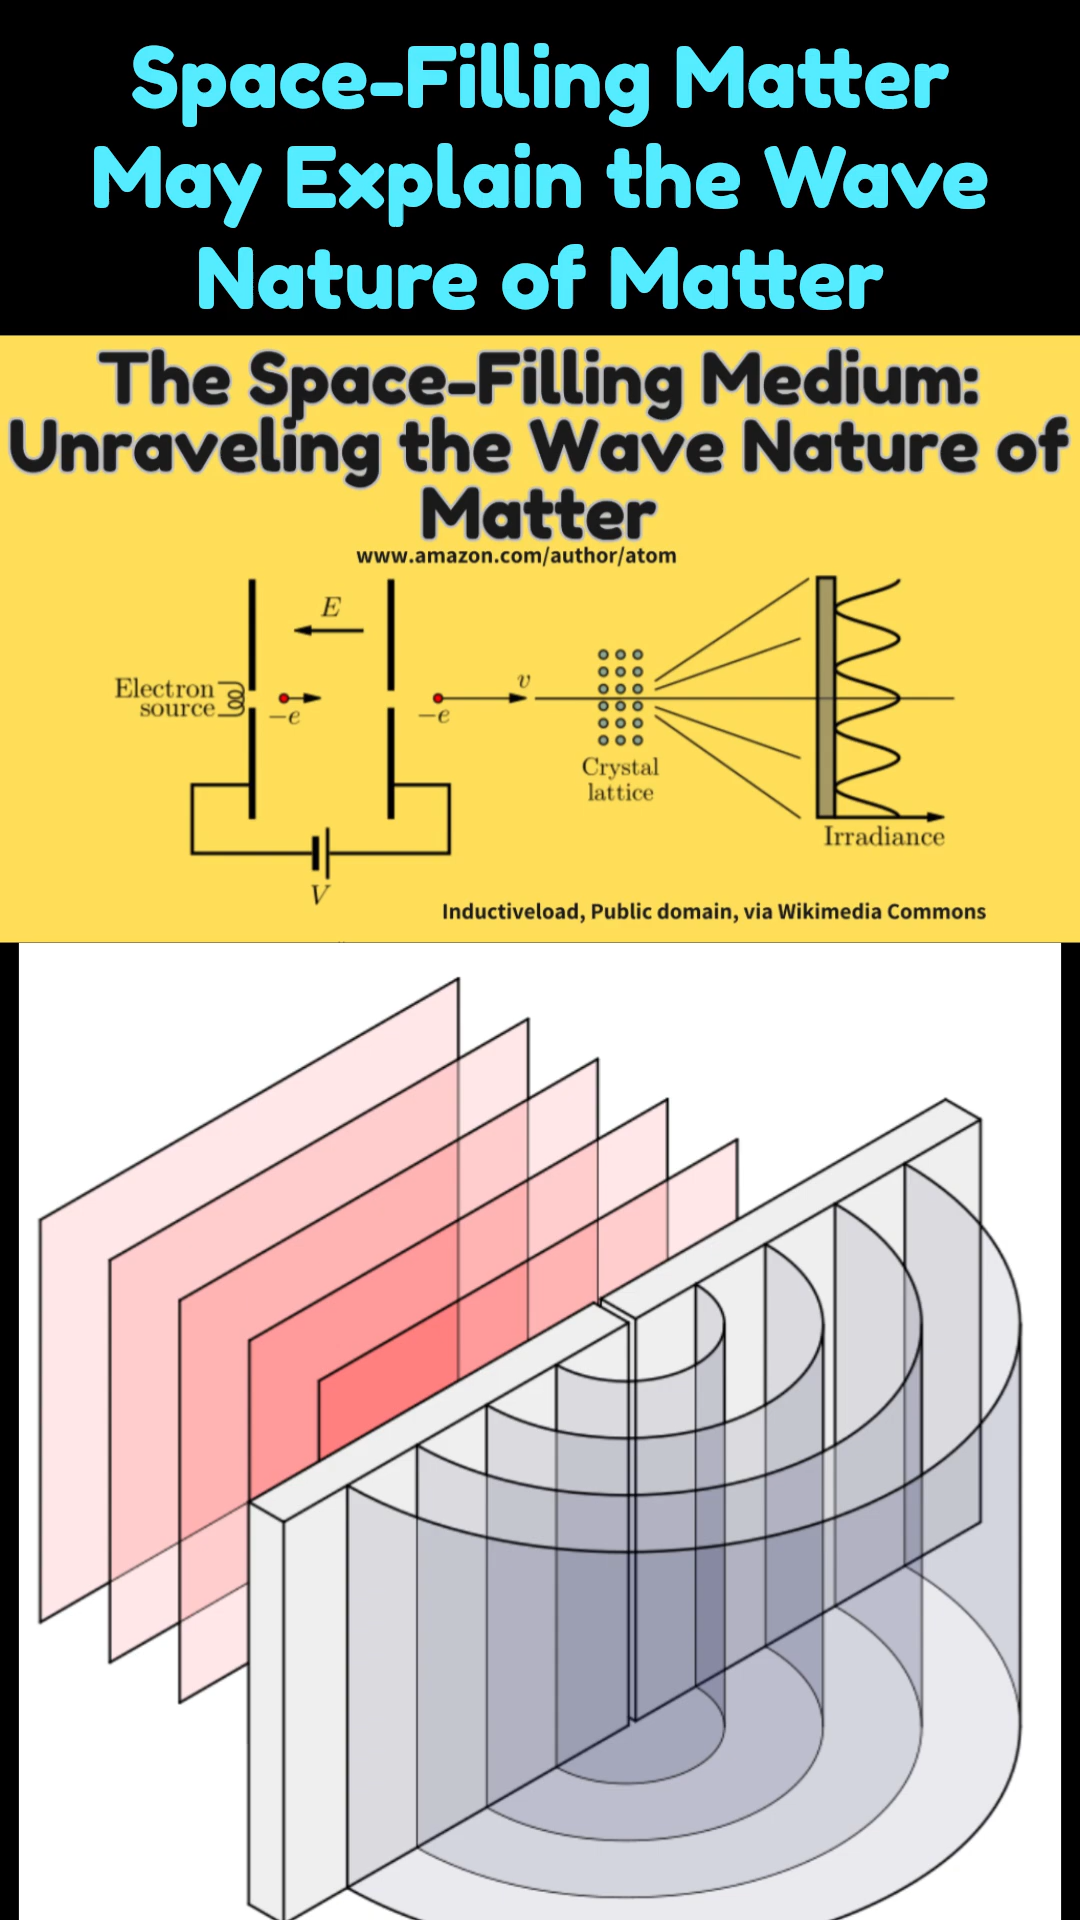 Space-Filling Matter
May Explain the Wave
Nature of Matter
The Space-Filling Medium:
Unraveling the Wave Nature of
Matter
www.amazon.com/author/atom
E
Electron
source
−e
−e
v
Crystal
lattice
Irradiance
V
Inductiveload, Public domain, via Wikimedia Commons